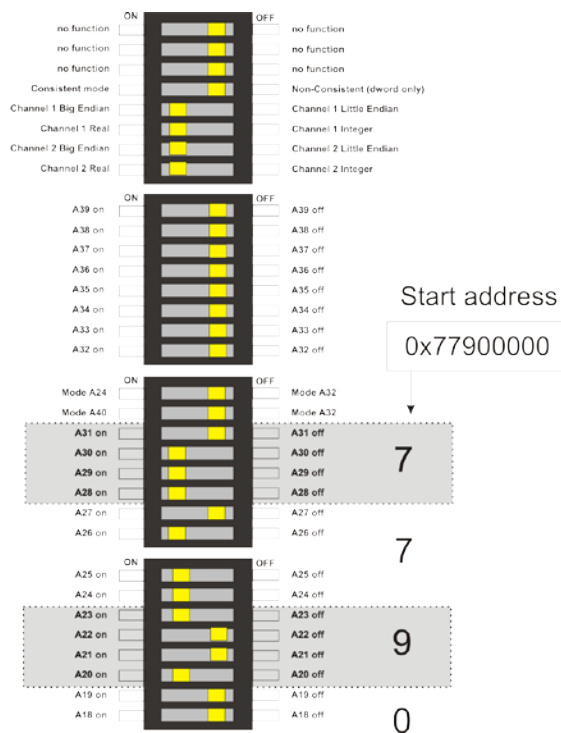 ON OFF
no function no function
no function no function
no function no function
Consistent mode Non-Consistent (dword only)
Channel 1 Big Endian Channel 1 Little Endian
Channel 1 Real Channel 1 Integer
Channel 2 Big Endian Channel 2 Little Endian
Channel 2 Real Channel 2 Integer
ON OFF
A39 on A39 off
A38 on A38 off
A37 on A37 off
A36 on A36 off
A35 on A35 off
A34 on A34 off
A33 on A33 off
A32 on A32 off
Start address
0x77900000
ON OFF
Mode A24 Mode A32
Mode A40 Mode A32
A31 on A31 off
A30 on A30 off 7
A29 on A29 off
A28 on A28 off
A27 on A27 off
A26 on A26 off
7
ON OFF
A25 on A25 off
A24 on A24 off
A23 on A23 off
A22 on A22 off 9
A21 on A21 off
A20 on A20 off
A19 on A19 off
A18 on A18 off 0